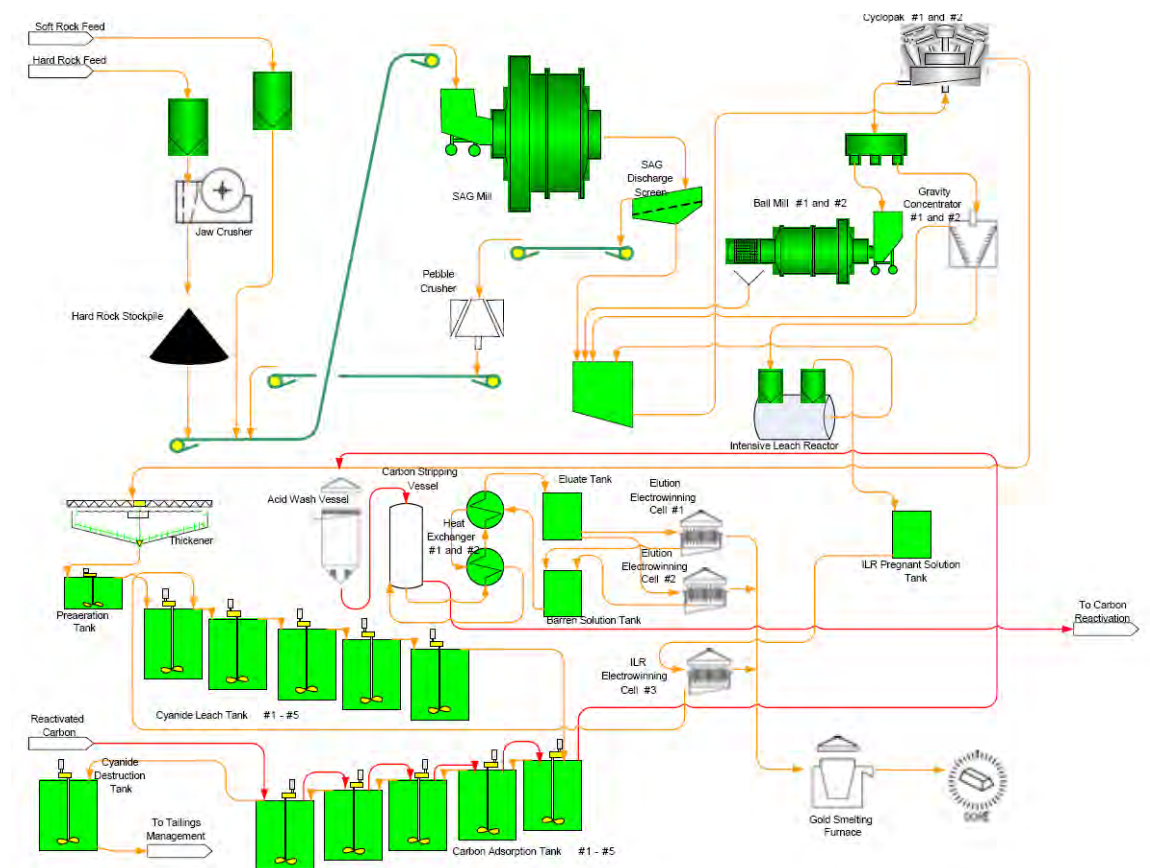 Soft Rock Feed
Hard Rock Feed
Cyclopak #1 and #2
Jaw Crusher
SAG Mill
SAG
Discharge
Screen
Ball Mill #1 and #2
Gravity
Concentrator
#1 and #2
Pebble
Crusher
Hard Rock Stockpile
Intensive Leach Reactor
Thickener
Acid Wash Vessel
Carbon Stripping
Vessel
Heat
Exchanger
#1 and #2
Eluate Tank
Elution
Electrowinning
Cell #1
Elution
Electrowinning
Cell #2
Barren Solution Tank
ILR Pregnant Solution
Tank
To Carbon
Reactivation
Preaeration
Tank
Cyanide Leach Tank #1 - #5
ILR
Electrowinning
Cell #3
Reactivated
Carbon
Cyanide
Destruction
Tank
To Tailings
Management
Carbon Adsorption Tank #1 - #5
Gold Smelting
Furnace
DORE